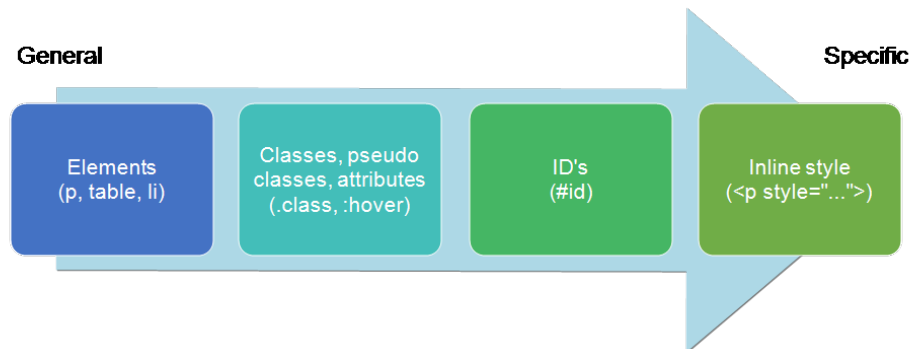 General
Specific
Elements
(p, table, li)
Classes, pseudo
classes, attributes
(.class, :hover)
ID's
(#id)
Inline style
(<p style="...">)